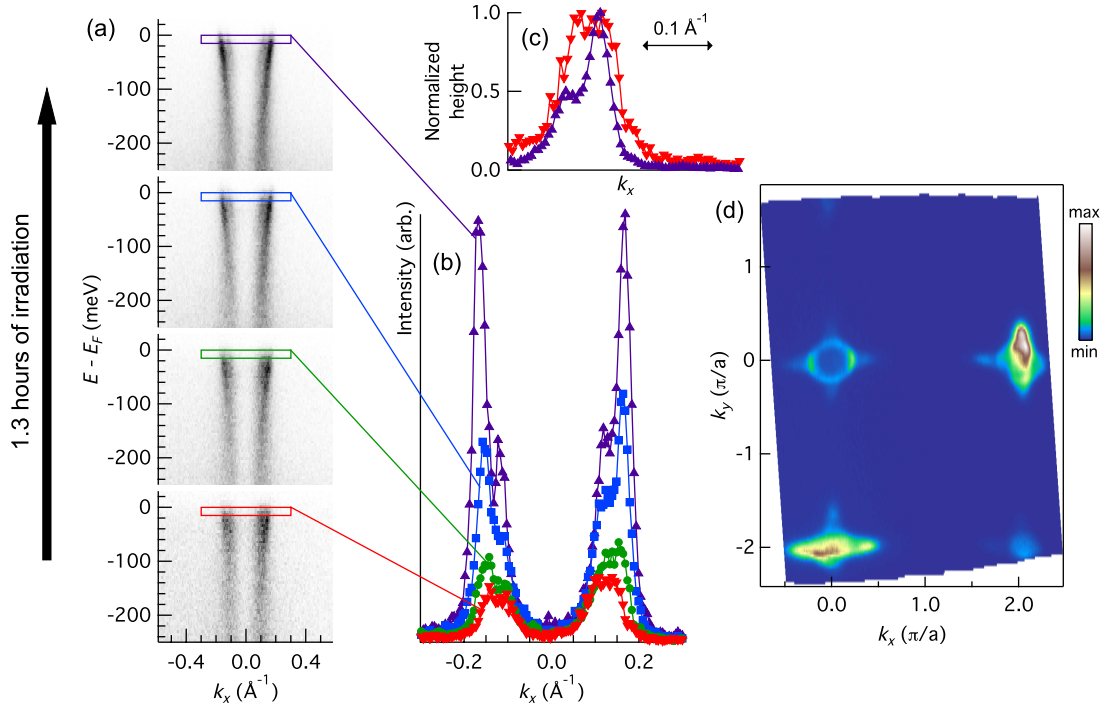 (a)
0
-100
-200
0
-100
-200
0
-100
-200
0
-100
-200
E - E_F (meV)
1.3 hours of irradiation
-0.4 0.0 0.4
k_x (Å⁻¹)
(c)
1.0
0.5
0.0
Normalized
height
0.1 Å⁻¹
k_x
(b)
Intensity (arb.)
-0.2 0.0 0.2
k_x (Å⁻¹)
(d)
max
min
1
0
-1
-2
k_y (π/a)
0.0 1.0 2.0
k_x (π/a)